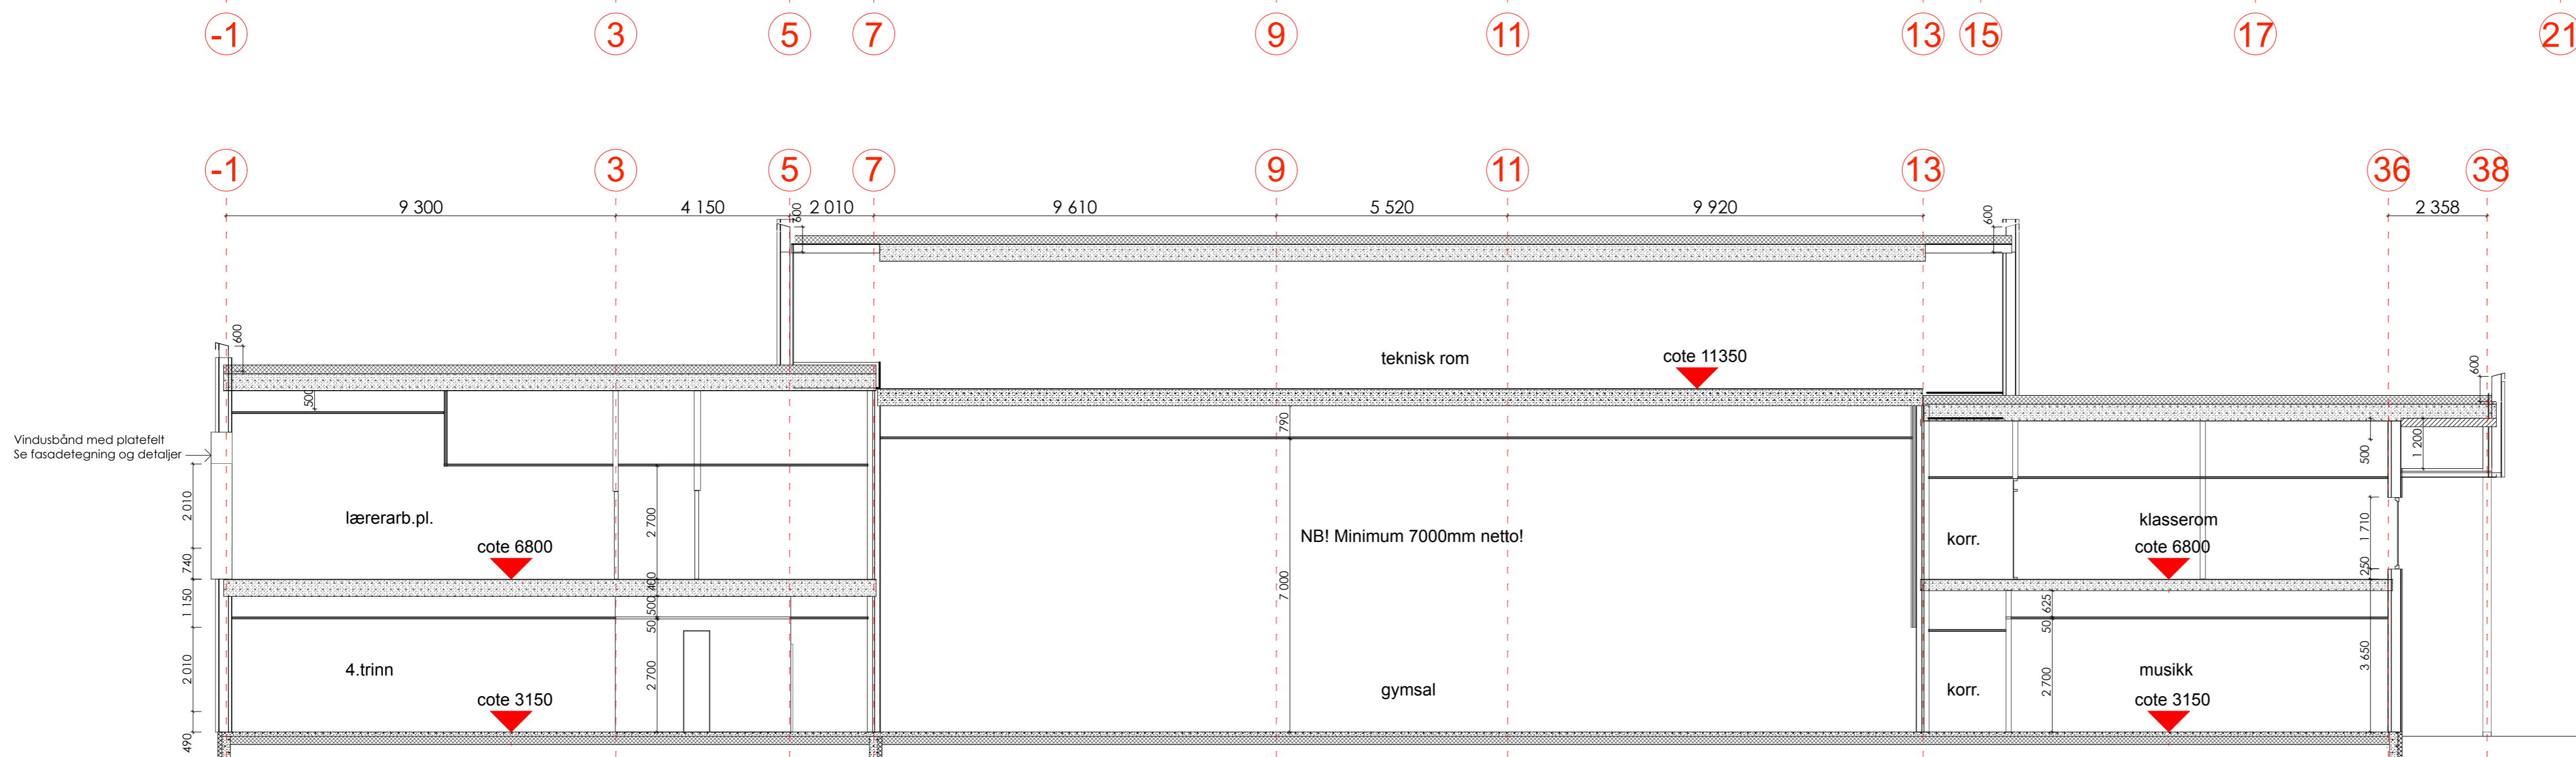 -1 3 5 7 9 11 13 15 17 21
-1 3 5 7 9 11 13 36 38
9 300 4 150 2 010 9 610 5 520 9 920 2 358
600
600
600
600
teknisk rom
cote 11350
500
790
500
1 200
Vindusbånd med platefelt
Se fasadetegning og detaljer
2 010
740
1 150
2 010
490
lærerarb.pl.
cote 6800
2 700
400
500
50
2 700
4.trinn
cote 3150
NB! Minimum 7000mm netto!
7 000
gymsal
korr.
klasserom
cote 6800
1 710
250
625
50
2 700
3 650
korr.
musikk
cote 3150